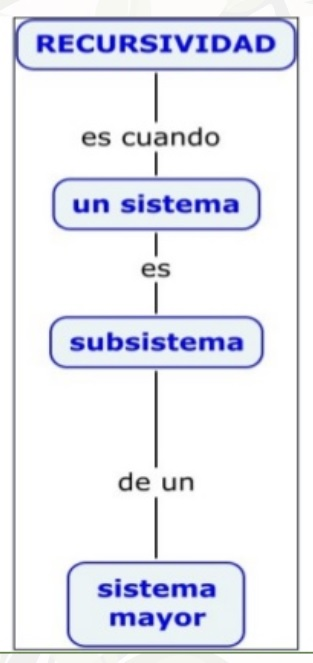 RECURSIVIDAD
es cuando
un sistema
es
subsistema
de un
sistema
mayor